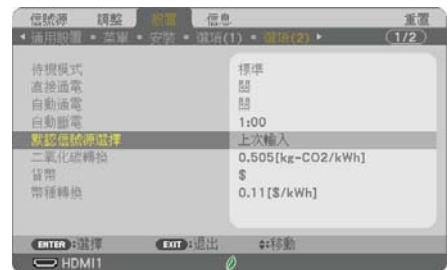 信號源 調整 設置 信息 重置
◀ 通用設置 • 菜單 • 安裝 • 選項(1) • 選項(2) ▶ (1/2)
待機模式 標準
直接通電 關
自動通電 關
自動斷電 1:00
默認信號源選擇 上次輸入
二氧化碳轉換 0.505[kg-CO2/kWh]
貨幣 $
幣種轉換 0.11[$/kWh]
ENTER:選擇 EXIT:退出 ◆:移動
HDMI1